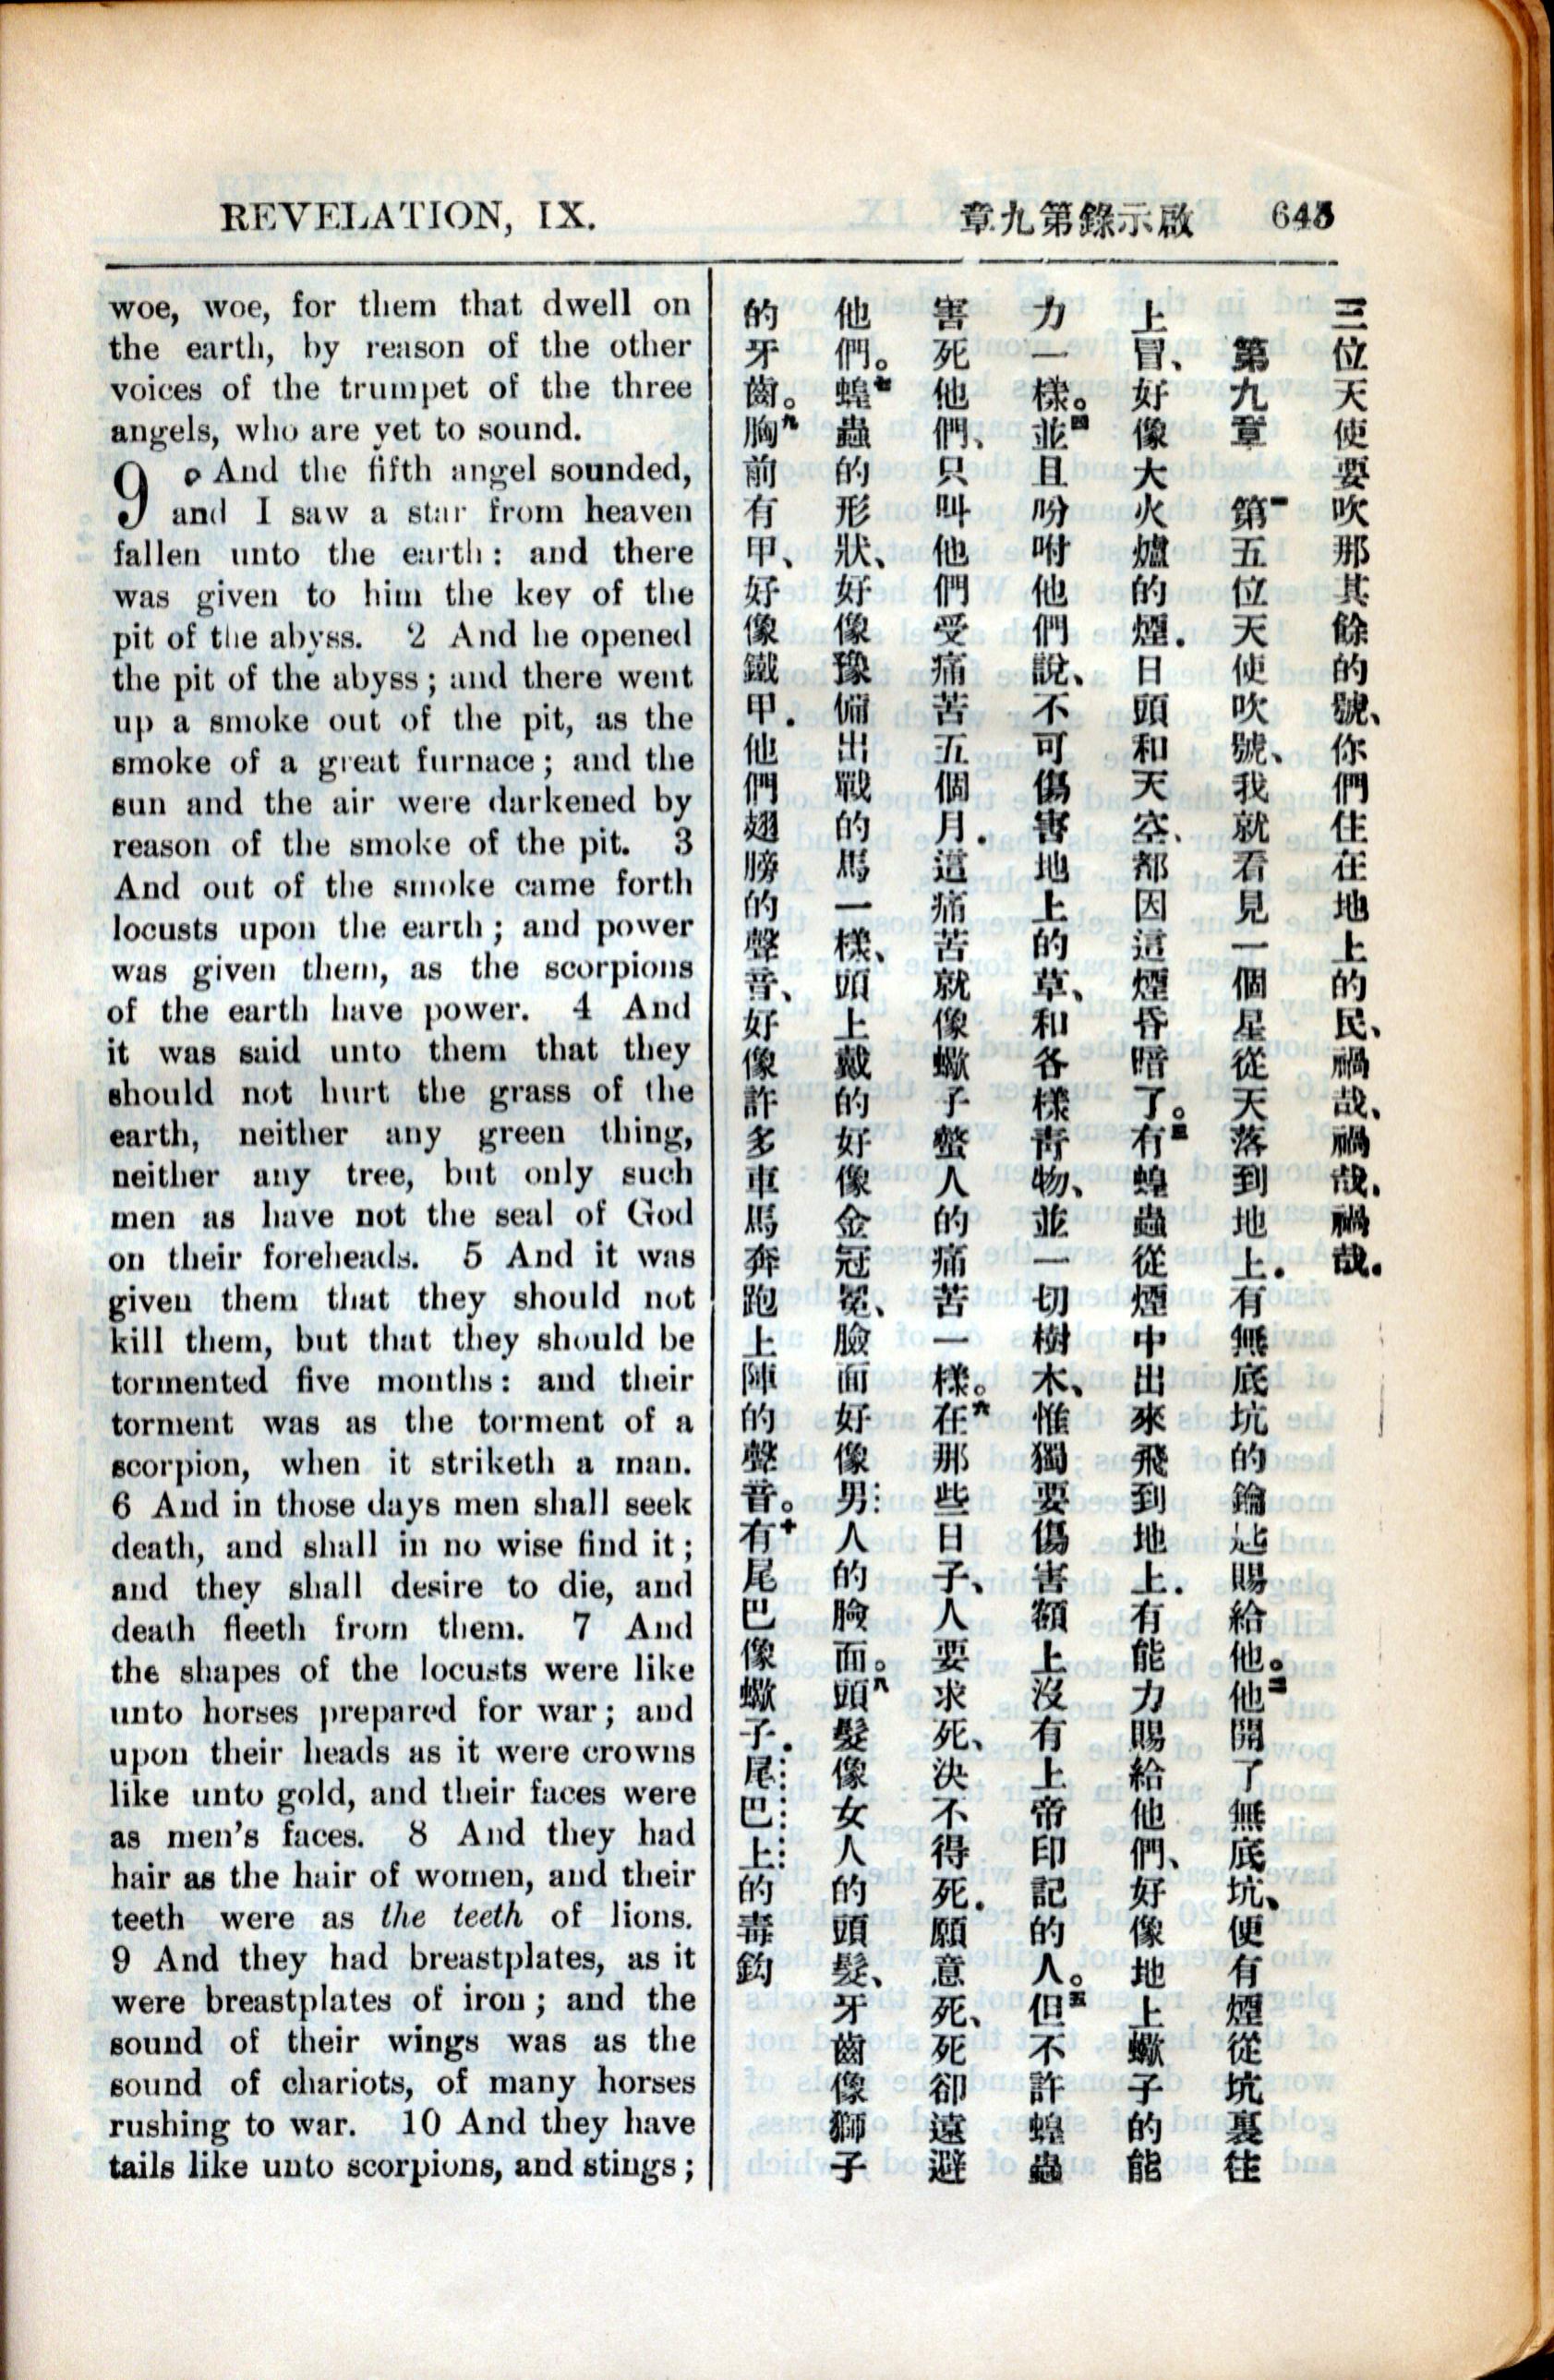 REVELATION, IX.
章九第錄示啟
woe, woe, for them that dwell on
the earth, by reason of the other
voices of the trumpet of the three
angels, who are yet to sound.
9 And the fifth angel sounded,
and I saw a star from heaven
fallen unto the earth: and there
was given to him the key of the
pit of the abyss. 2 And he opened
the pit of the abyss; and there went
up a smoke out of the pit, as the
smoke of a great furnace; and the
sun and the air were darkened by
reason of the smoke of the pit. 3
And out of the smoke came forth
locusts upon the earth; and power
was given them, as the scorpions
of the earth have power. 4 And
it was said unto them that they
should not hurt the grass of the
earth, neither any green thing,
neither any tree, but only such
men as have not the seal of God
on their foreheads. 5 And it was
given them that they should not
kill them, but that they should be
tormented five months: and their
torment was as the torment of a
scorpion, when it striketh a man.
6 And in those days men shall seek
death, and shall in no wise find it;
and they shall desire to die, and
death fleeth from them. 7 And
the shapes of the locusts were like
unto horses prepared for war; and
upon their heads as it were crowns
like unto gold, and their faces were
as men's faces. 8 And they had
hair as the hair of women, and their
teeth were as the teeth of lions.
9 And they had breastplates, as it
were breastplates of iron; and the
sound of their wings was as the
sound of chariots, of many horses
rushing to war. 10 And they have
tails like unto scorpions, and stings;
三位天使要吹那其餘的號、你們住在地上的民、禍哉、禍哉、禍哉。
第九章 一第五位天使吹號、我就看見一個星從天落到地上．有無底坑的鑰匙賜給他。二他開了無底坑、便有煙從坑裏往
上冒、好像大火爐的煙．日頭和天空、都因這煙昏暗了。三有蝗蟲從煙中出來飛到地上．有能力賜給他們、好像地上蠍子的能
力一樣。四並且吩咐他們說、不可傷害地上的草、和各樣青物、並一切樹木、惟獨要傷害額上沒有上帝印記的人。五但不許蝗蟲
害死他們、只叫他們受痛苦五個月．這痛苦就像蠍子螫人的痛苦一樣。六在那些日子、人要求死、決不得死．願意死、死卻遠避
他們。七蝗蟲的形狀、好像豫備出戰的馬一樣、頭上戴的好像金冠冕、臉面好像男人的臉面。八頭髮像女人的頭髮、牙齒像獅子
的牙齒。九胸前有甲、好像鐵甲．他們翅膀的聲音、好像許多車馬奔跑上陣的聲音。十有尾巴像蠍子．尾巴上的毒鈎